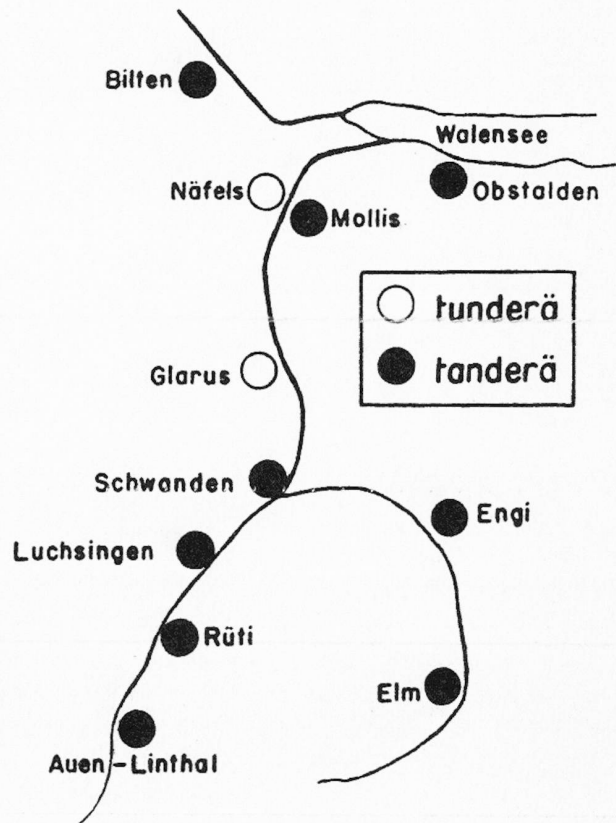 Bilten
Walensee
Näfels
Obstalden
Mollis
tunderä
tanderä
Glarus
Schwanden
Engi
Luchsingen
Rüti
Elm
Auen-Linthal